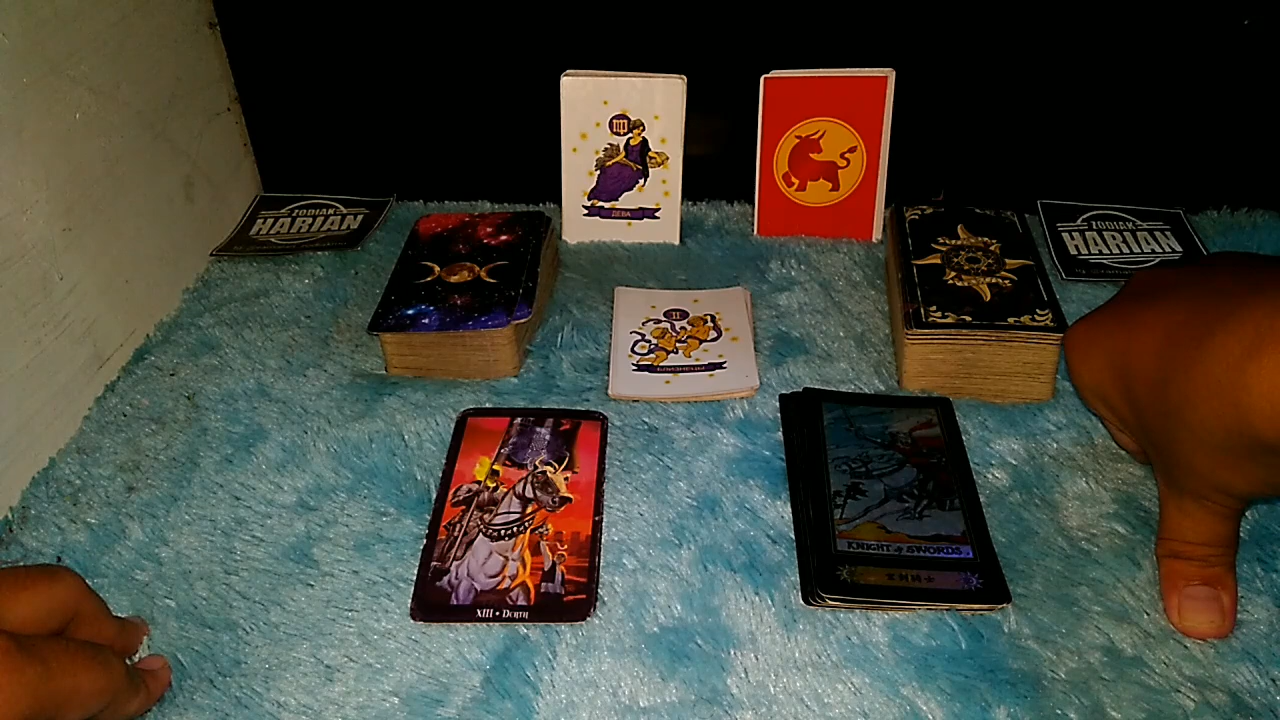 ZODIAK
HARIAN
ДЕВА
ZODIAK
HARIAN
БЛИЗНЕЦЫ
XIII • Death
KNIGHT of SWORDS